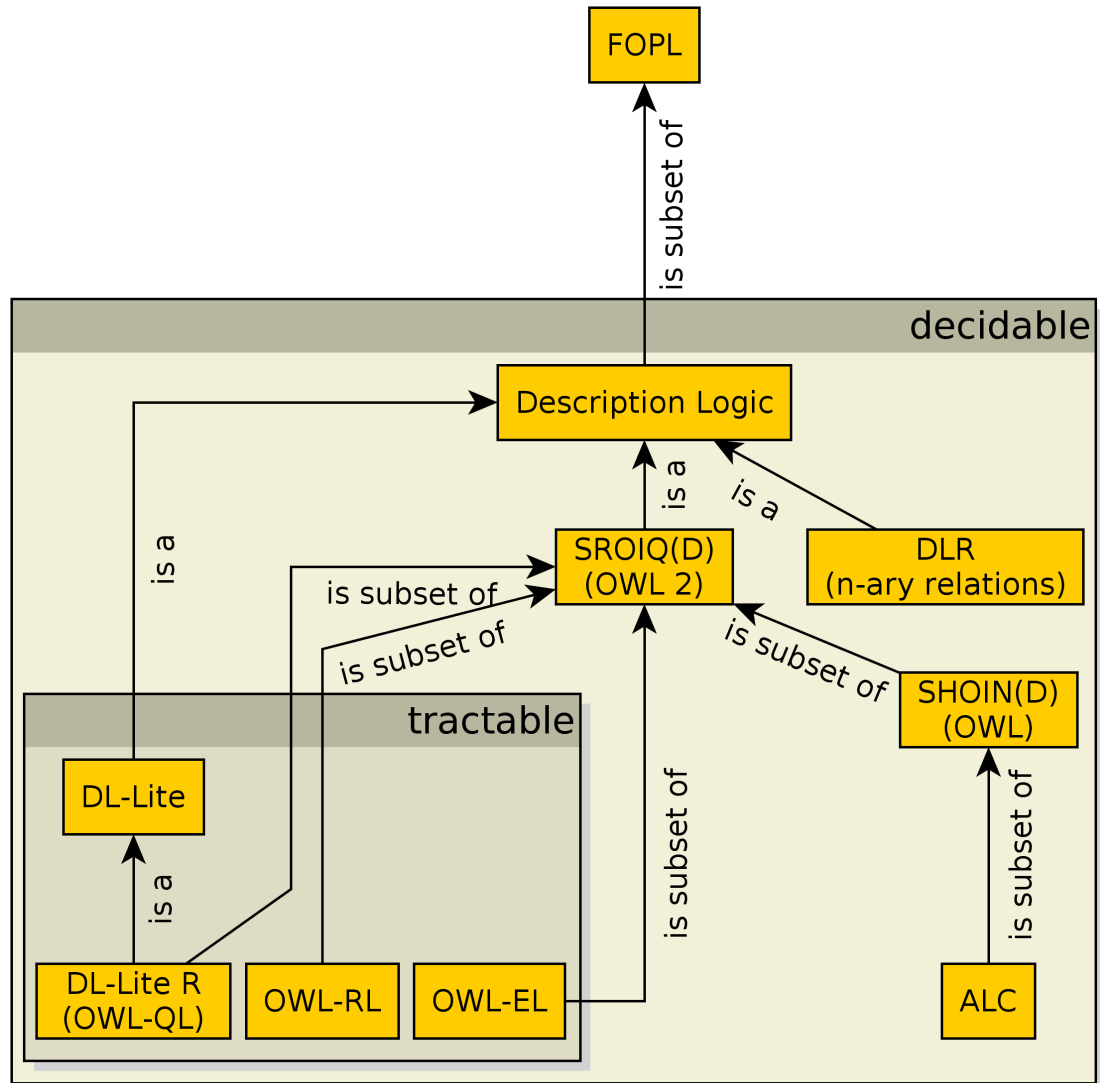 FOPL
is subset of
decidable
Description Logic
is a
is a
is a
SROIQ(D)
(OWL 2)
DLR
(n-ary relations)
is subset of
is subset of
is subset of
SHOIN(D)
(OWL)
tractable
DL-Lite
is subset of
is subset of
is a
DL-Lite R
(OWL-QL)
OWL-RL
OWL-EL
ALC